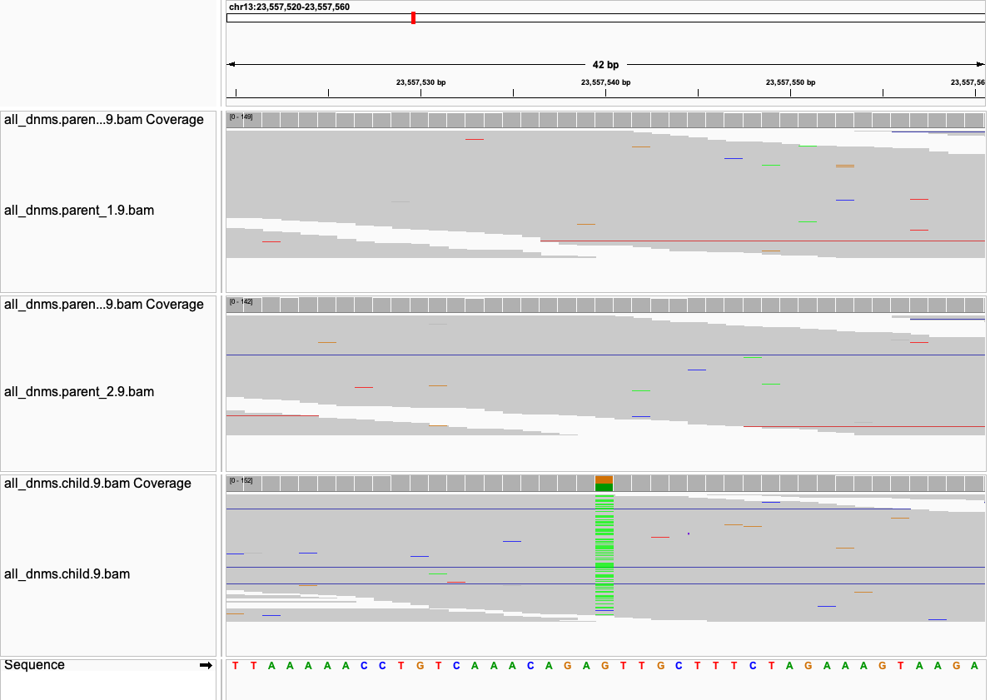 chr13:23,557,520-23,557,560
42 bp
23,557,530 bp 23,557,540 bp 23,557,550 bp 23,557,56
all_dnms.paren...9.bam Coverage
[0 - 149]
all_dnms.parent_1.9.bam
all_dnms.paren...9.bam Coverage
[0 - 142]
all_dnms.parent_2.9.bam
all_dnms.child.9.bam Coverage
[0 - 152]
all_dnms.child.9.bam
Sequence
T T A A A A A C C T G T C A A A C A G A G T T G C T T T C T A G A A A G T A A G A